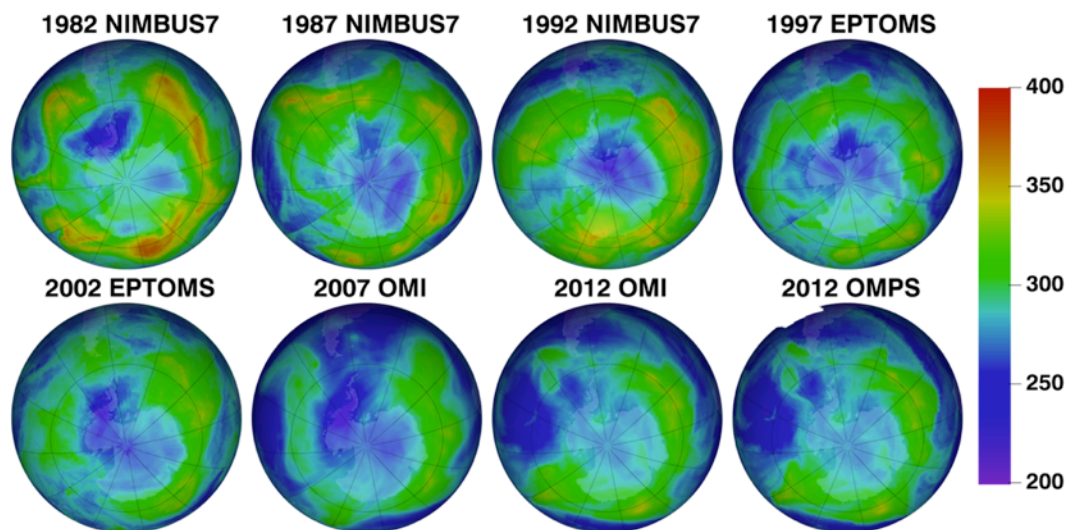 1982 NIMBUS7
1987 NIMBUS7
1992 NIMBUS7
1997 EPTOMS
400
350
300
250
200
2002 EPTOMS
2007 OMI
2012 OMI
2012 OMPS